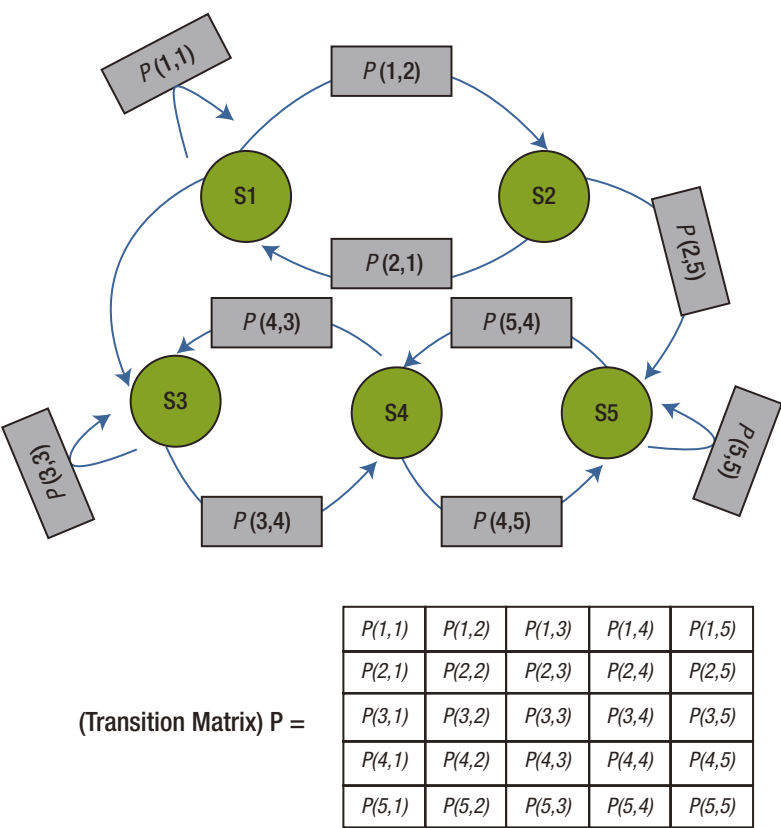 P(1,1)
P(1,2)
S1
S2
P(2,1)
P(2,5)
P(4,3)
P(5,4)
S3
S4
S5
P(3,3)
P(5,5)
P(3,4)
P(4,5)
P(1,1) P(1,2) P(1,3) P(1,4) P(1,5)
P(2,1) P(2,2) P(2,3) P(2,4) P(2,5)
(Transition Matrix) P = P(3,1) P(3,2) P(3,3) P(3,4) P(3,5)
P(4,1) P(4,2) P(4,3) P(4,4) P(4,5)
P(5,1) P(5,2) P(5,3) P(5,4) P(5,5)